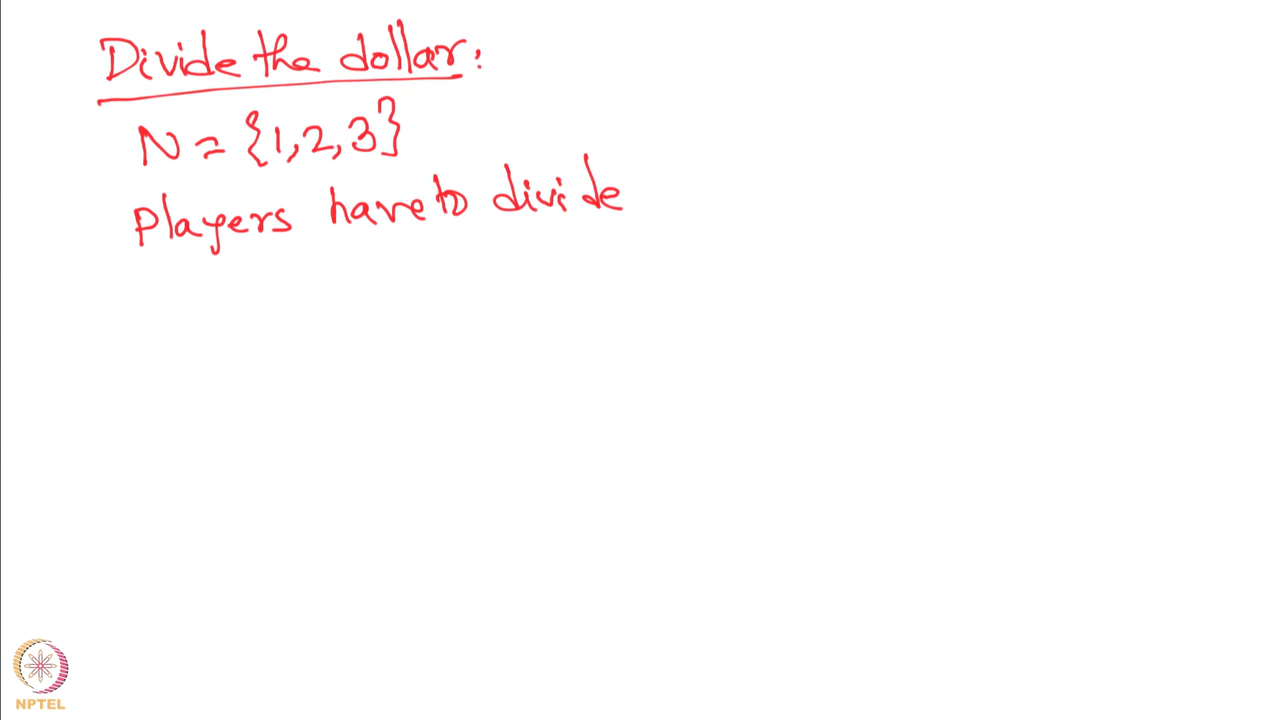 Divide the dollar:
N = {1,2,3}
Players have to divide
NPTEL